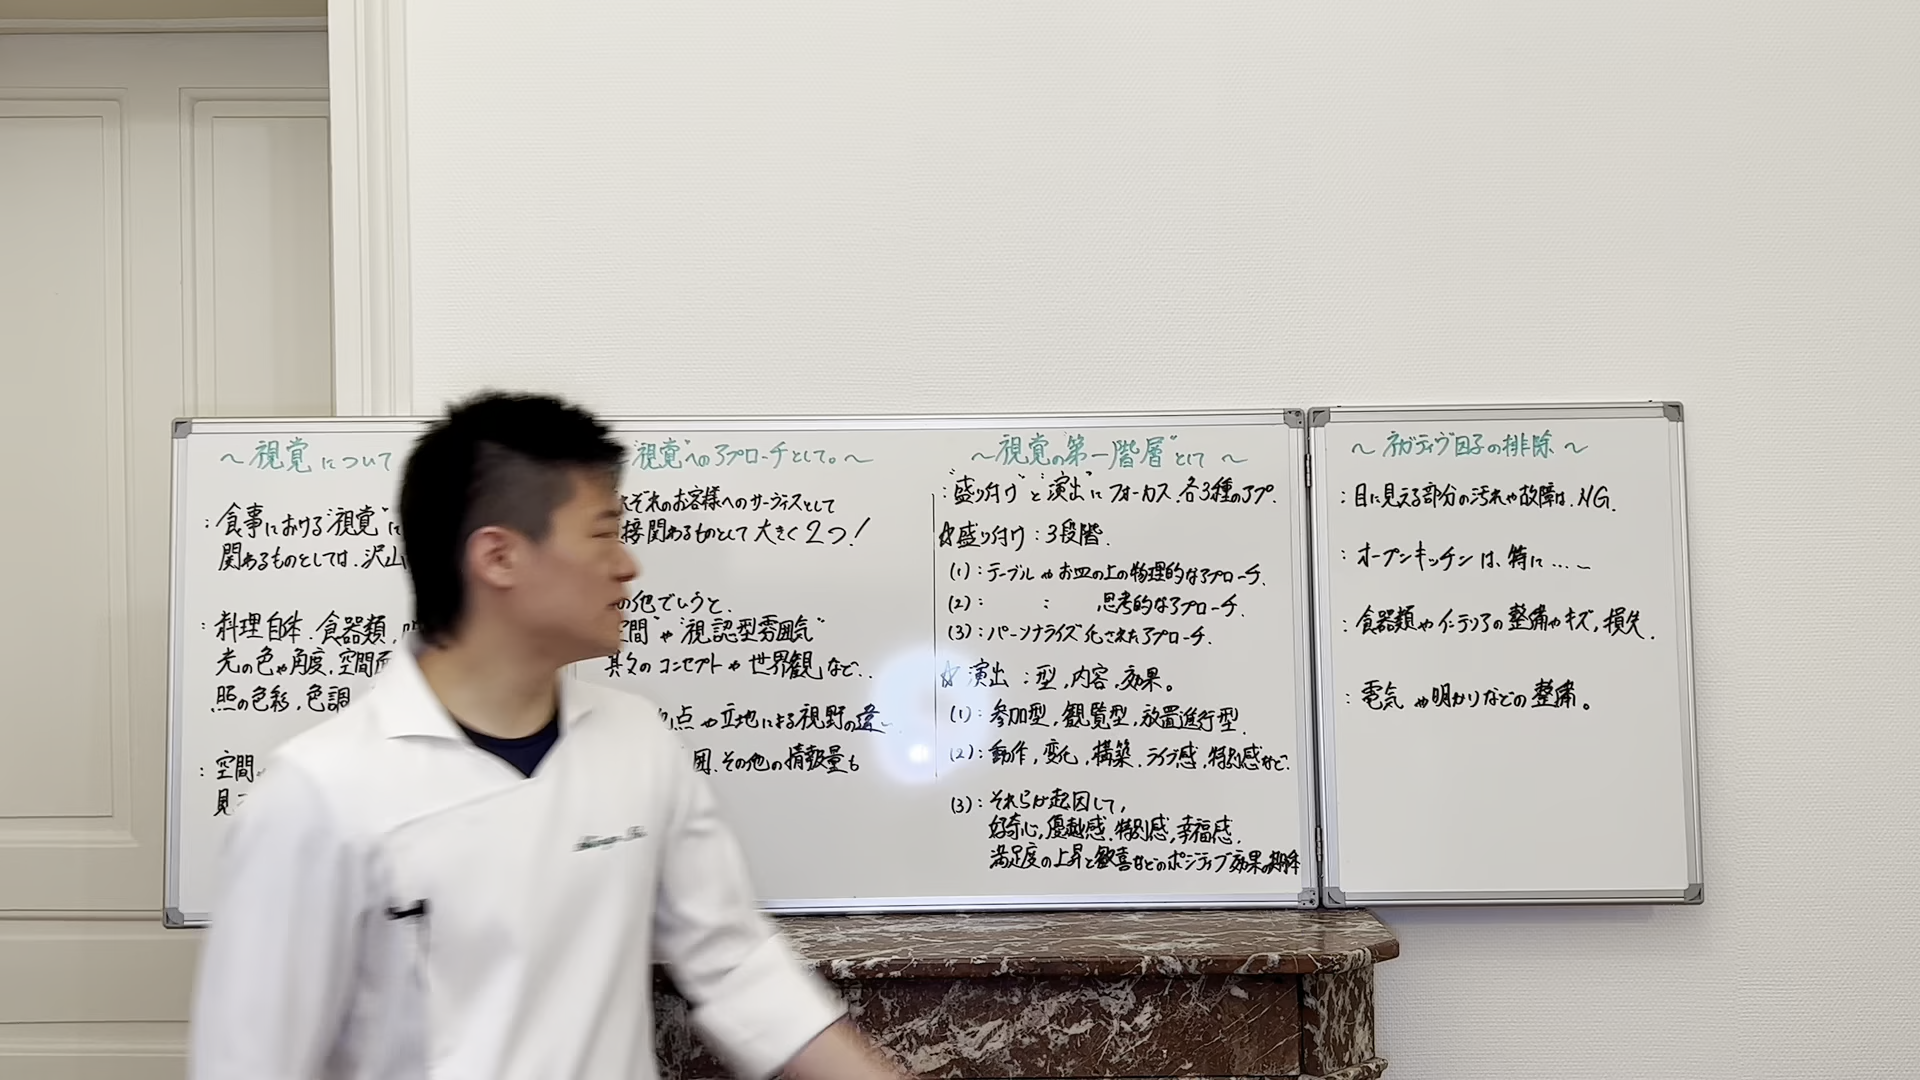 ～視覚について
：食事における"視覚"に
関わるものとしては、沢山
：料理自体、食器類、
光の色や角度、空間
照の色彩、色調
：空間
見
"視覚"へのアプローチとして。～
それぞれのお客様へのサービスとして
接関わるものとして大きく2つ!
の他でいうと、
空間"や"視認型雰囲気"
其々のコンセプトや世界観など..
点や立地による視野の違い
囲、その他の情報量も
～視覚の"第一階層"として～
："盛り付け"と"演出"にフォーカス、各3種のアプ.
☆盛り付け：3段階.
(1)：テーブルやお皿の上の物理的なアプローチ.
(2)：　：　思考的なアプローチ.
(3)：パーソナライズ化されたアプローチ.
☆演出：型、内容、効果。
(1)：参加型、観覧型、放置進行型.
(2)：動作、変化、構築、ライブ感、特別感など.
(3)：それらが起因して、
好奇心、優越感、特別感、幸福感.
満足度の上昇と歓喜などのポジティブ効果の期待
～ネガティヴ因子の排除～
：目に見える部分の汚れや故障は、NG.
：オープンキッチンは、特に…～
：食器類やインテリアの整備やキズ、損失.
：電気や明かりなどの整備。